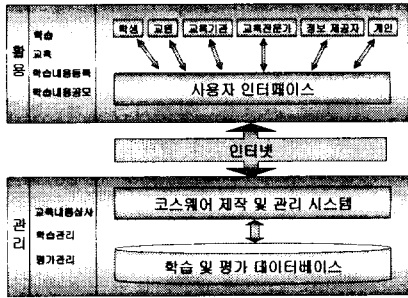 활용
학습
교육
학습내용등록
학습내용공모
학생 교원 교육기관 교육전문가 정보 제공자 개인
사용자 인터페이스
인터넷
관리
교육내용심사
학습관리
평가관리
코스웨어 제작 및 관리 시스템
학습 및 평가 데이터베이스